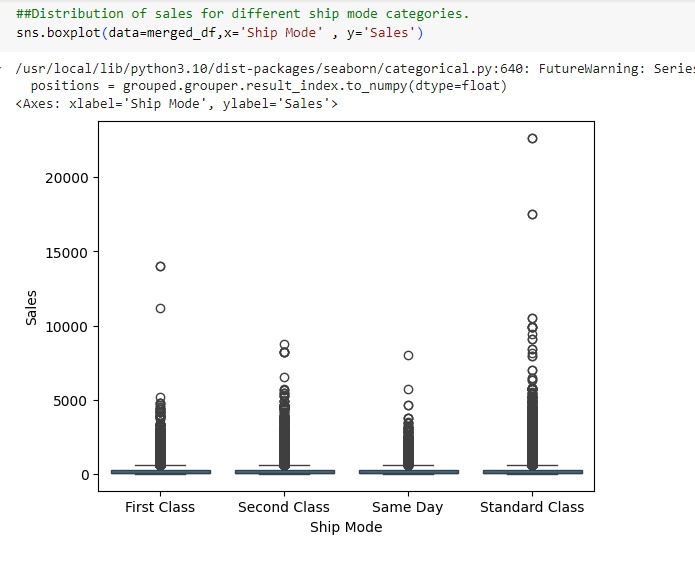 ##Distribution of sales for different ship mode categories.
sns.boxplot(data=merged_df,x='Ship Mode' , y='Sales')
/usr/local/lib/python3.10/dist-packages/seaborn/categorical.py:640: FutureWarning: Series
positions = grouped.grouper.result_index.to_numpy(dtype=float)
<Axes: xlabel='Ship Mode', ylabel='Sales'>
20000
15000
10000
5000
0
Sales
First Class Second Class Same Day Standard Class
Ship Mode